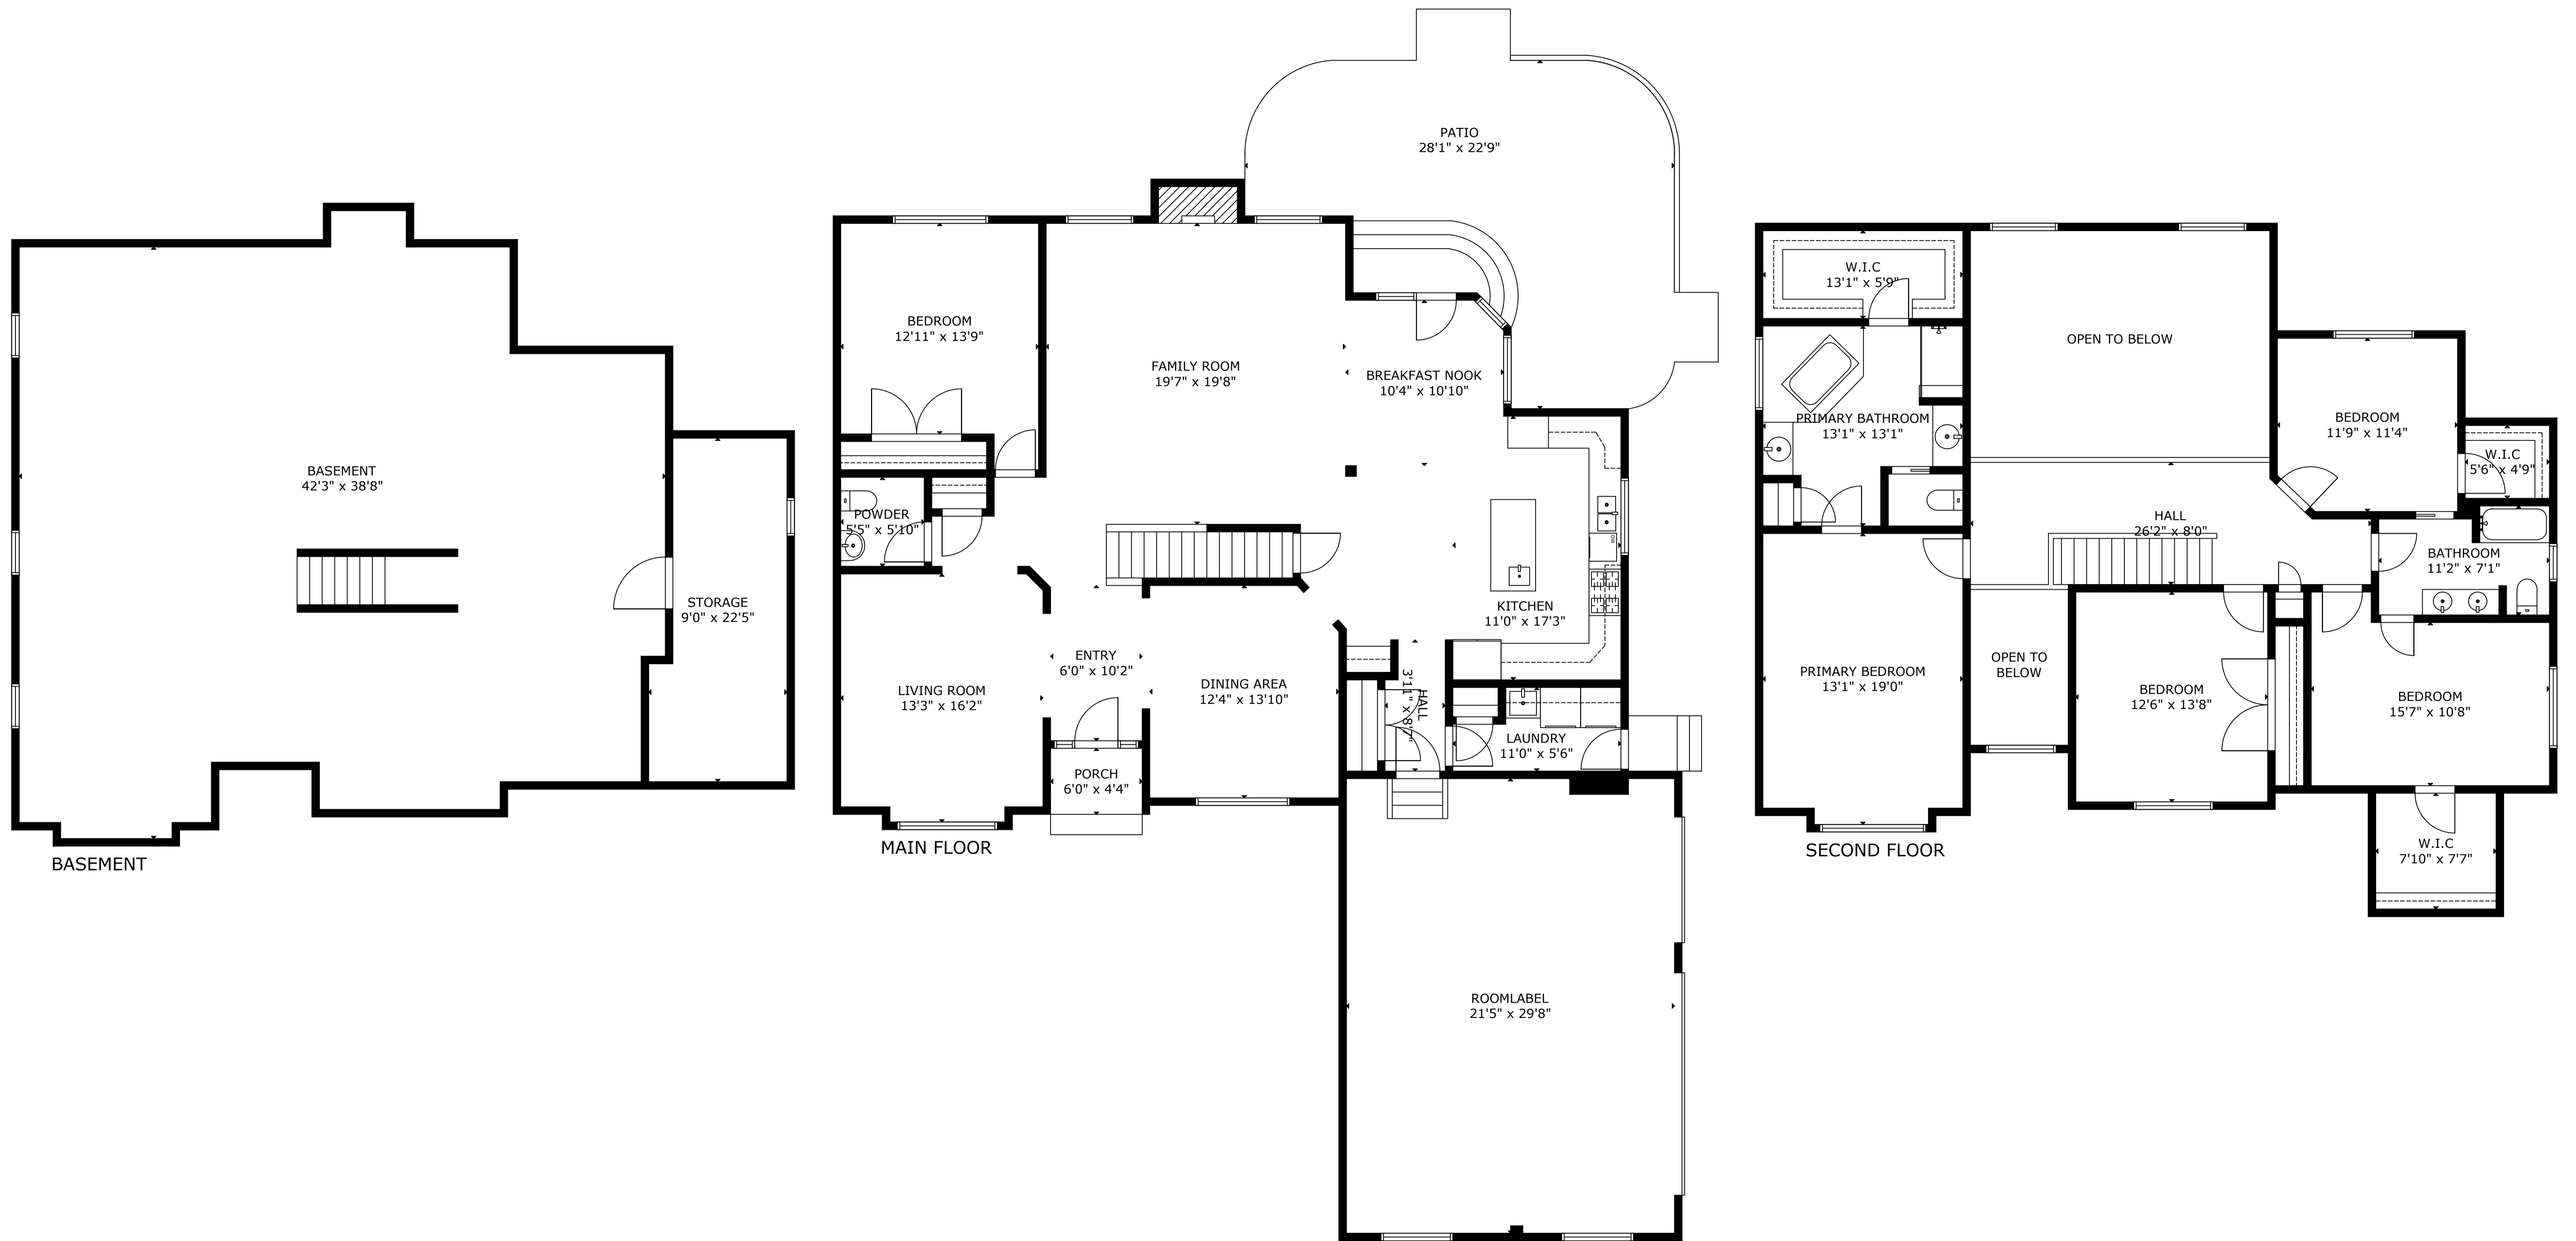 BASEMENT
42'3" x 38'8"
STORAGE
9'0" x 22'5"
BASEMENT
PATIO
28'1" x 22'9"
BEDROOM
12'11" x 13'9"
FAMILY ROOM
19'7" x 19'8"
BREAKFAST NOOK
10'4" x 10'10"
POWDER
5'5" x 5'10"
KITCHEN
11'0" x 17'3"
ENTRY
6'0" x 10'2"
LIVING ROOM
13'3" x 16'2"
DINING AREA
12'4" x 13'10"
HALL
3'11" x 8'7"
LAUNDRY
11'0" x 5'6"
PORCH
6'0" x 4'4"
MAIN FLOOR
ROOMLABEL
21'5" x 29'8"
W.I.C
13'1" x 5'9"
OPEN TO BELOW
PRIMARY BATHROOM
13'1" x 13'1"
BEDROOM
11'9" x 11'4"
W.I.C
5'6" x 4'9"
HALL
26'2" x 8'0"
BATHROOM
11'2" x 7'1"
OPEN TO
BELOW
PRIMARY BEDROOM
13'1" x 19'0"
BEDROOM
12'6" x 13'8"
BEDROOM
15'7" x 10'8"
W.I.C
7'10" x 7'7"
SECOND FLOOR